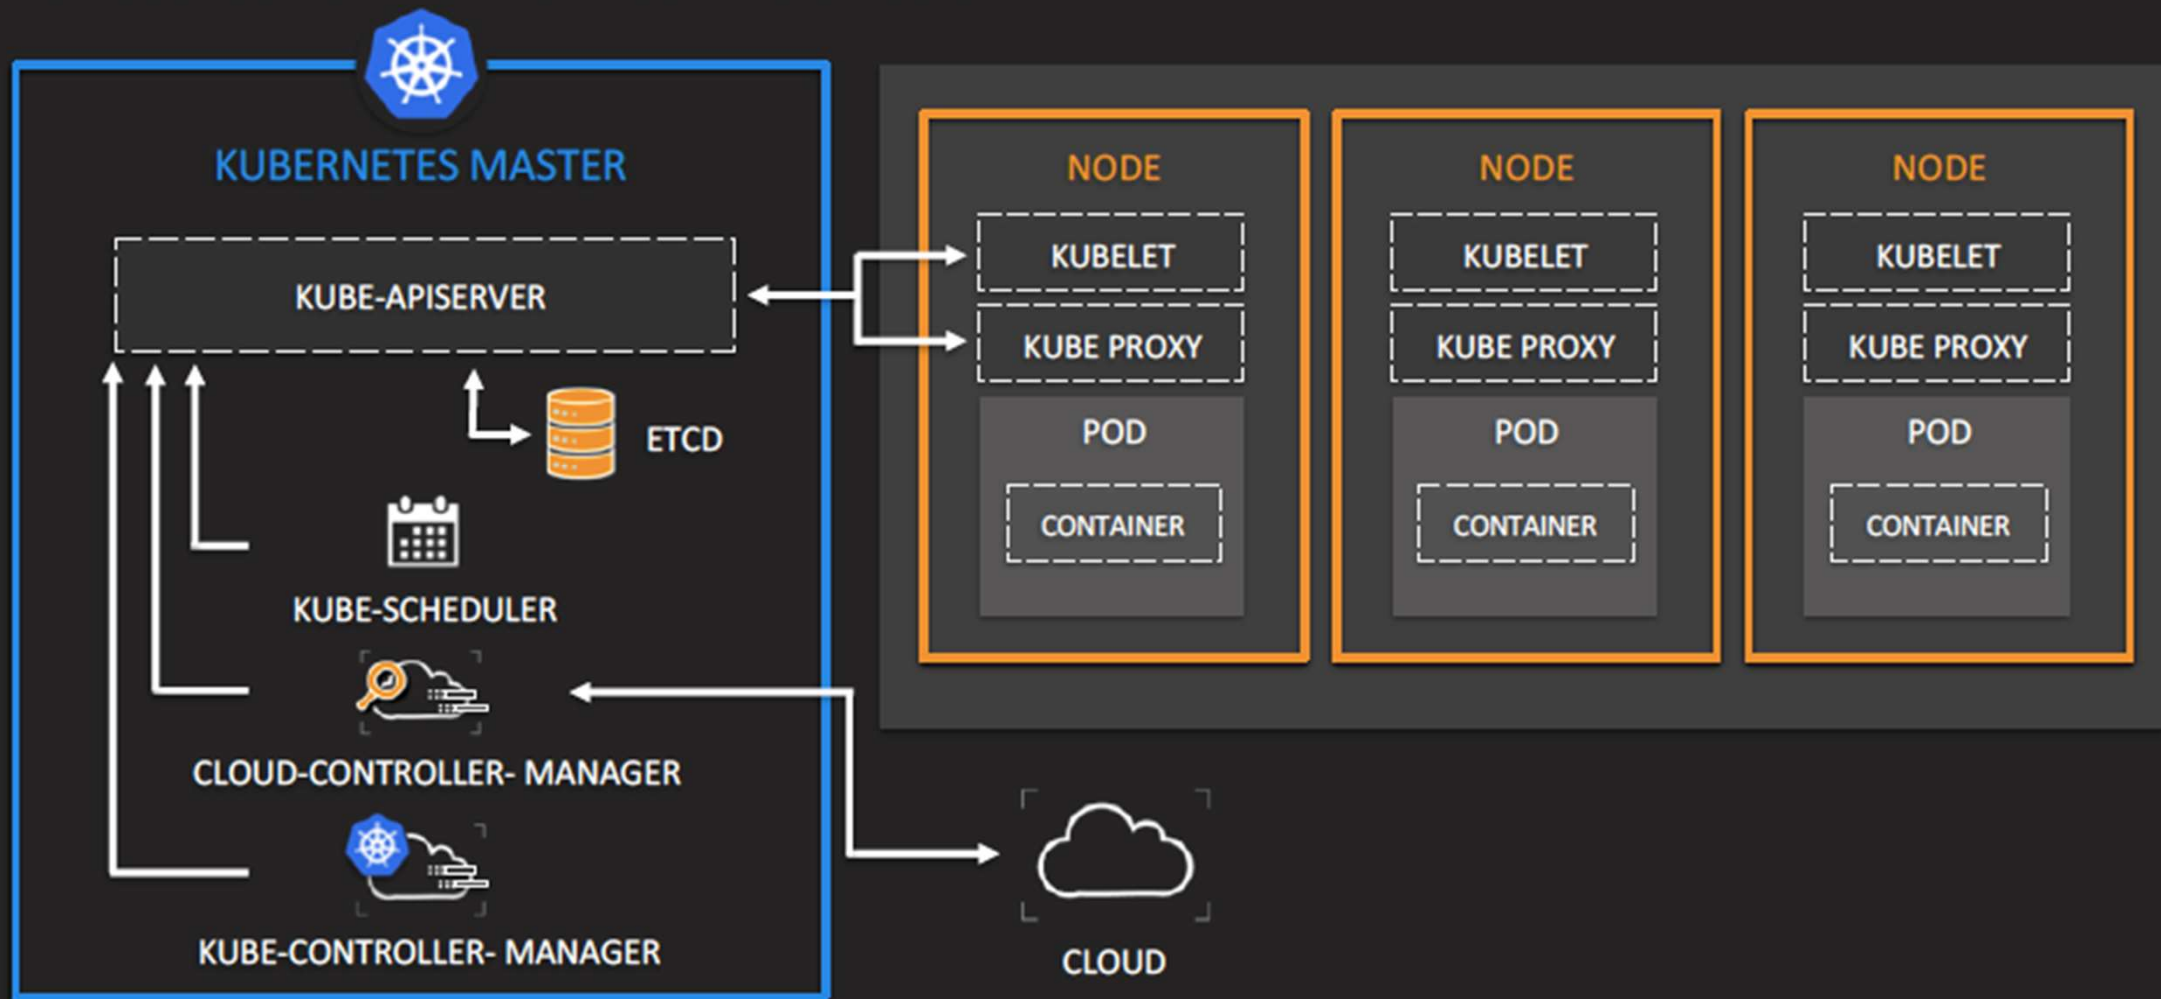 KUBERNETES MASTER
KUBE-APISERVER
ETCD
KUBE-SCHEDULER
CLOUD-CONTROLLER- MANAGER
KUBE-CONTROLLER- MANAGER
NODE
KUBELET
KUBE PROXY
POD
CONTAINER
NODE
KUBELET
KUBE PROXY
POD
CONTAINER
NODE
KUBELET
KUBE PROXY
POD
CONTAINER
CLOUD